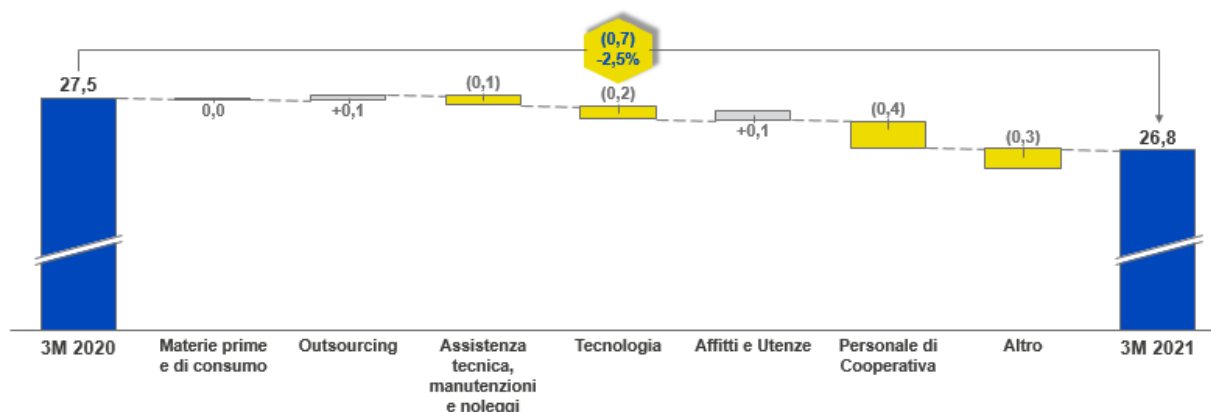 (0,7)
-2,5%
27,5
0,0
+0,1
(0,1)
(0,2)
+0,1
(0,4)
(0,3)
26,8
3M 2020
Materie prime
e di consumo
Outsourcing
Assistenza
tecnica,
manutenzioni
e noleggi
Tecnologia
Affitti e Utenze
Personale di
Cooperativa
Altro
3M 2021